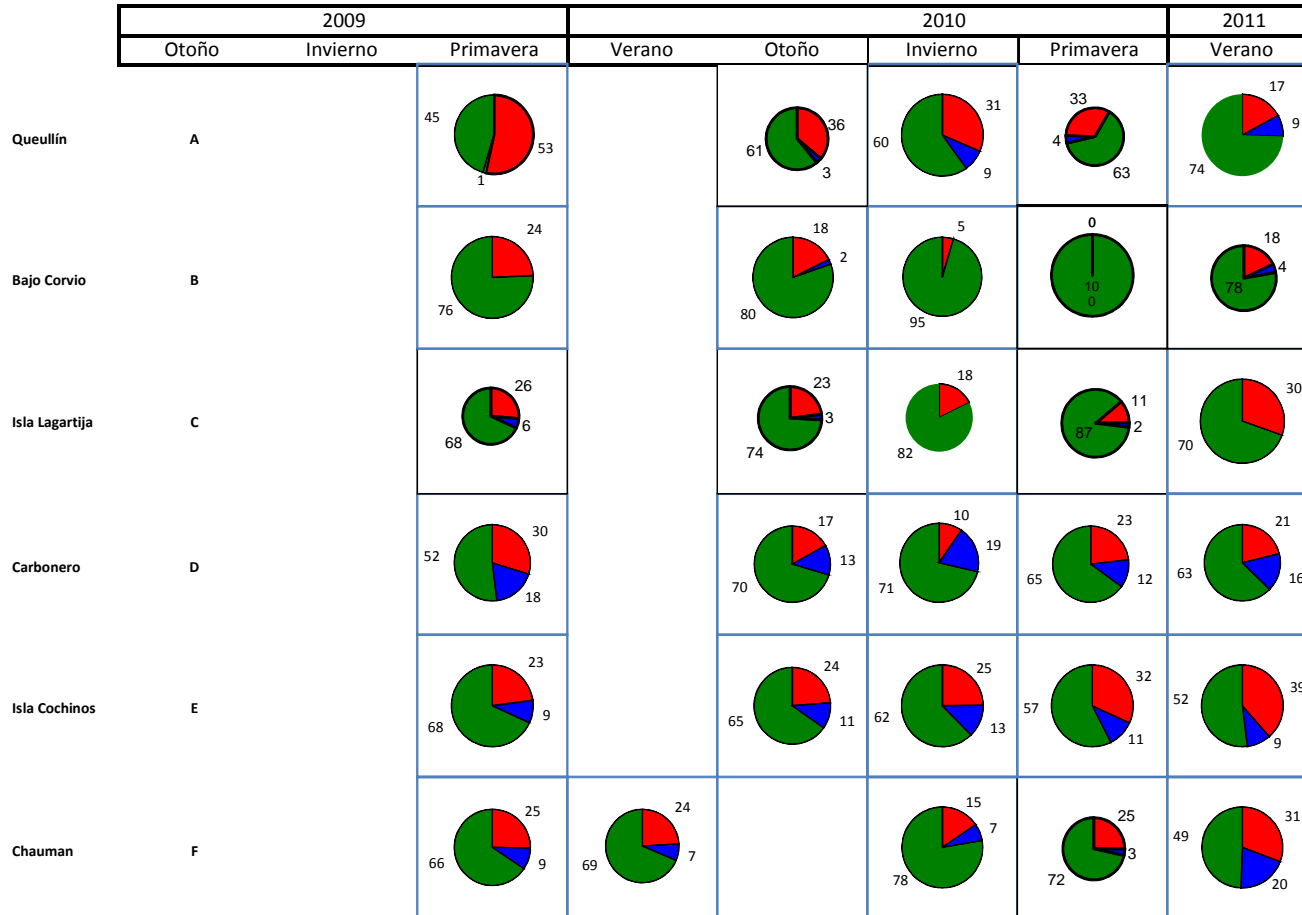 2009 2010 2011
Otoño Invierno Primavera Verano Otoño Invierno Primavera Verano
Queullín A 45 53 1 61 36 3 60 31 9 33 4 63 17 9 74
Bajo Corvio B 24 76 18 2 80 5 95 0 10 0 18 4 78
Isla Lagartija C 26 6 68 23 3 74 18 82 11 2 87 30 70
Carbonero D 52 30 18 17 13 70 10 19 71 23 12 65 21 16 63
Isla Cochinos E 23 9 68 24 11 65 25 13 62 32 11 57 52 39 9
Chauman F 25 9 66 24 7 69 15 7 78 25 3 72 49 31 20